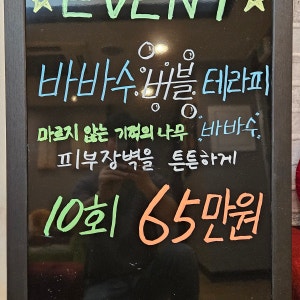 EVENT
바바수 버블 테라피
마르지 않는 기적의 나무 "바바수"
피부장벽을 튼튼하게
10회 65만원